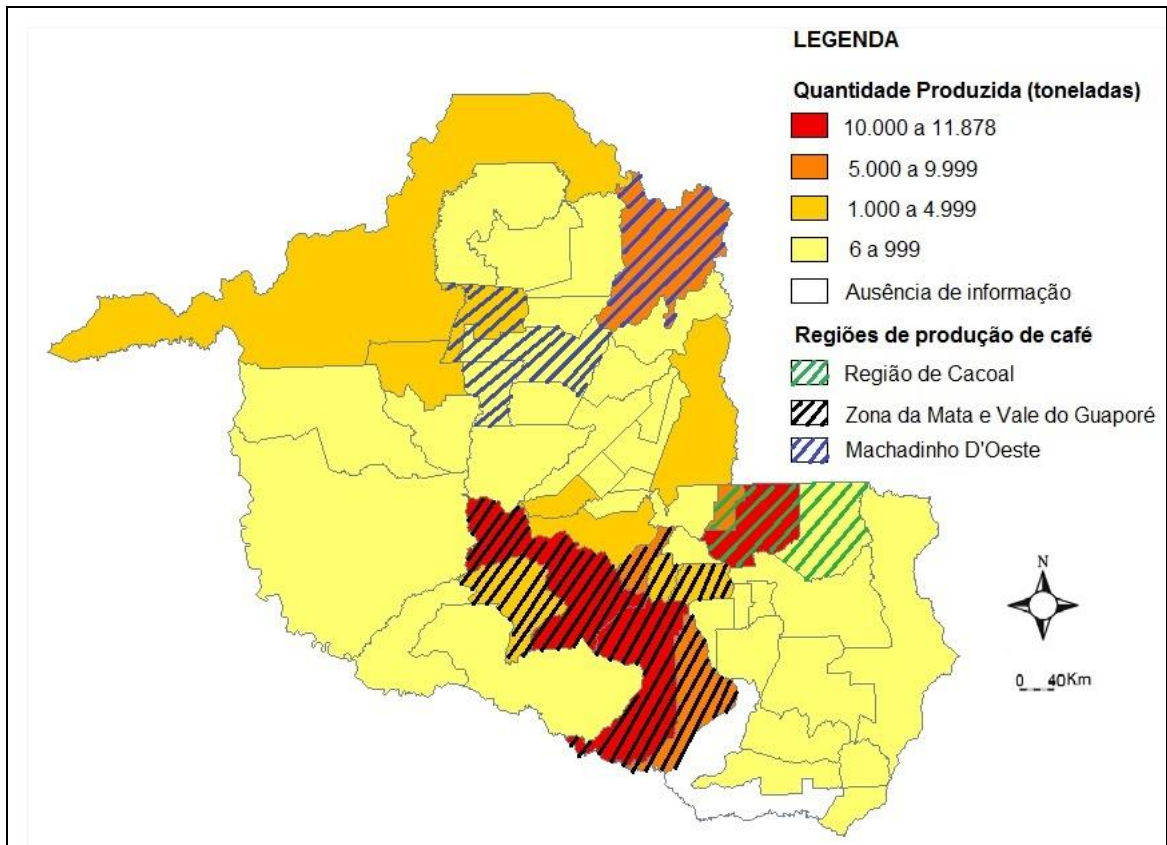 LEGENDA
Quantidade Produzida (toneladas)
10.000 a 11.878
5.000 a 9.999
1.000 a 4.999
6 a 999
Ausência de informação
Regiões de produção de café
Região de Cacoal
Zona da Mata e Vale do Guaporé
Machadinho D'Oeste
N
0 40Km